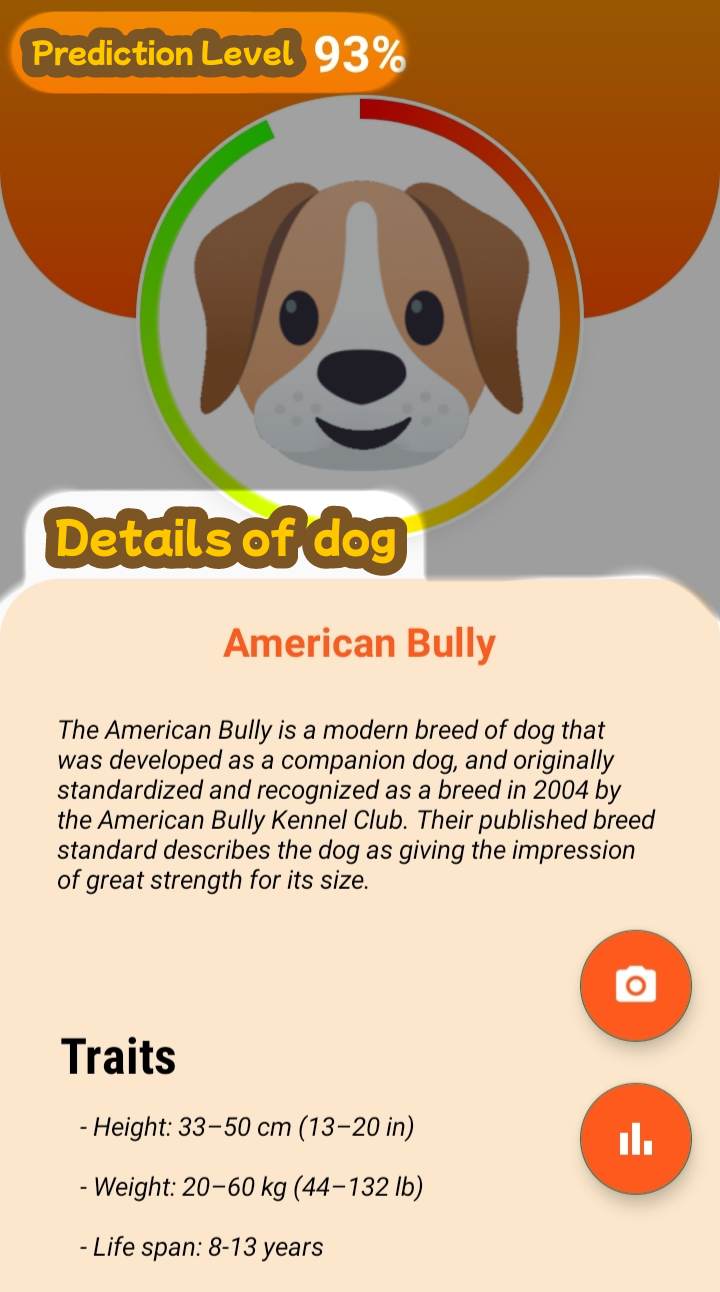 Prediction Level 93%
Details of dog
American Bully
The American Bully is a modern breed of dog that
was developed as a companion dog, and originally
standardized and recognized as a breed in 2004 by
the American Bully Kennel Club. Their published breed
standard describes the dog as giving the impression
of great strength for its size.
Traits
- Height: 33–50 cm (13–20 in)
- Weight: 20–60 kg (44–132 lb)
- Life span: 8-13 years